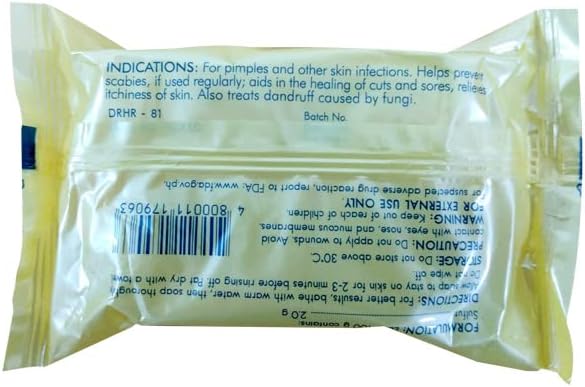 INDICATIONS: For pimples and other skin infections. Helps prevent
scabies, if used regularly; aids in the healing of cuts and sores, relieves
itchiness of skin. Also treats dandruff caused by fungi.
DRHR - 81 Batch No.
FORMULATION: 100 g contains:
Sulfur 2.0 g
DIRECTIONS: For better results, bathe with warm water, then soap thoroughly
Allow soap to stay on skin for 2-3 minutes before rinsing off. Pat dry with a towel
Do not wipe off.
STORAGE: Do not store above 30°C.
PRECAUTION: Do not apply wounds. Avoid
contact with eyes, nose, and mucous membranes.
WARNING: Keep out of reach of children.
FOR EXTERNAL USE ONLY.
For suspected adverse drug reaction, report to FDA: www.fda.gov.ph.
4 800011 179063